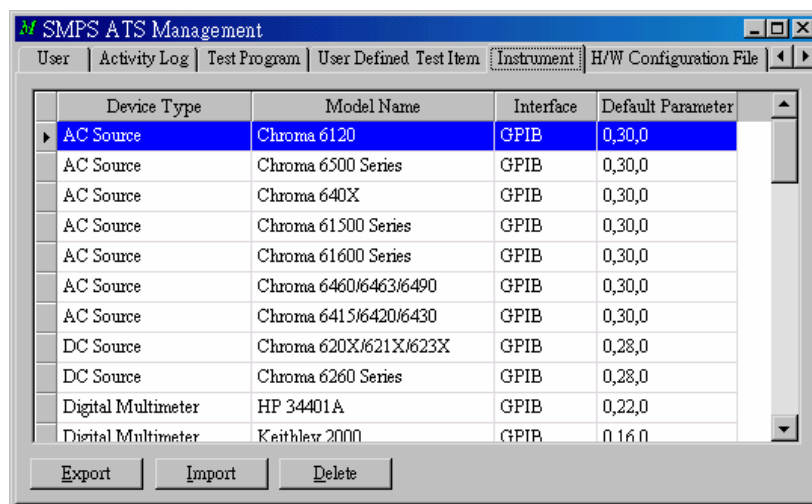 M SMPS ATS Management
User Activity Log Test Program User Defined Test Item Instrument H/W Configuration File
Device Type Model Name Interface Default Parameter
AC Source Chroma 6120 GPIB 0,30,0
AC Source Chroma 6500 Series GPIB 0,30,0
AC Source Chroma 640X GPIB 0,30,0
AC Source Chroma 61500 Series GPIB 0,30,0
AC Source Chroma 61600 Series GPIB 0,30,0
AC Source Chroma 6460/6463/6490 GPIB 0,30,0
AC Source Chroma 6415/6420/6430 GPIB 0,30,0
DC Source Chroma 620X/621X/623X GPIB 0,28,0
DC Source Chroma 6260 Series GPIB 0,28,0
Digital Multimeter HP 34401A GPIB 0,22,0
Digital Multimeter Keithley 2000 GPIB 0,16,0
Export Import Delete